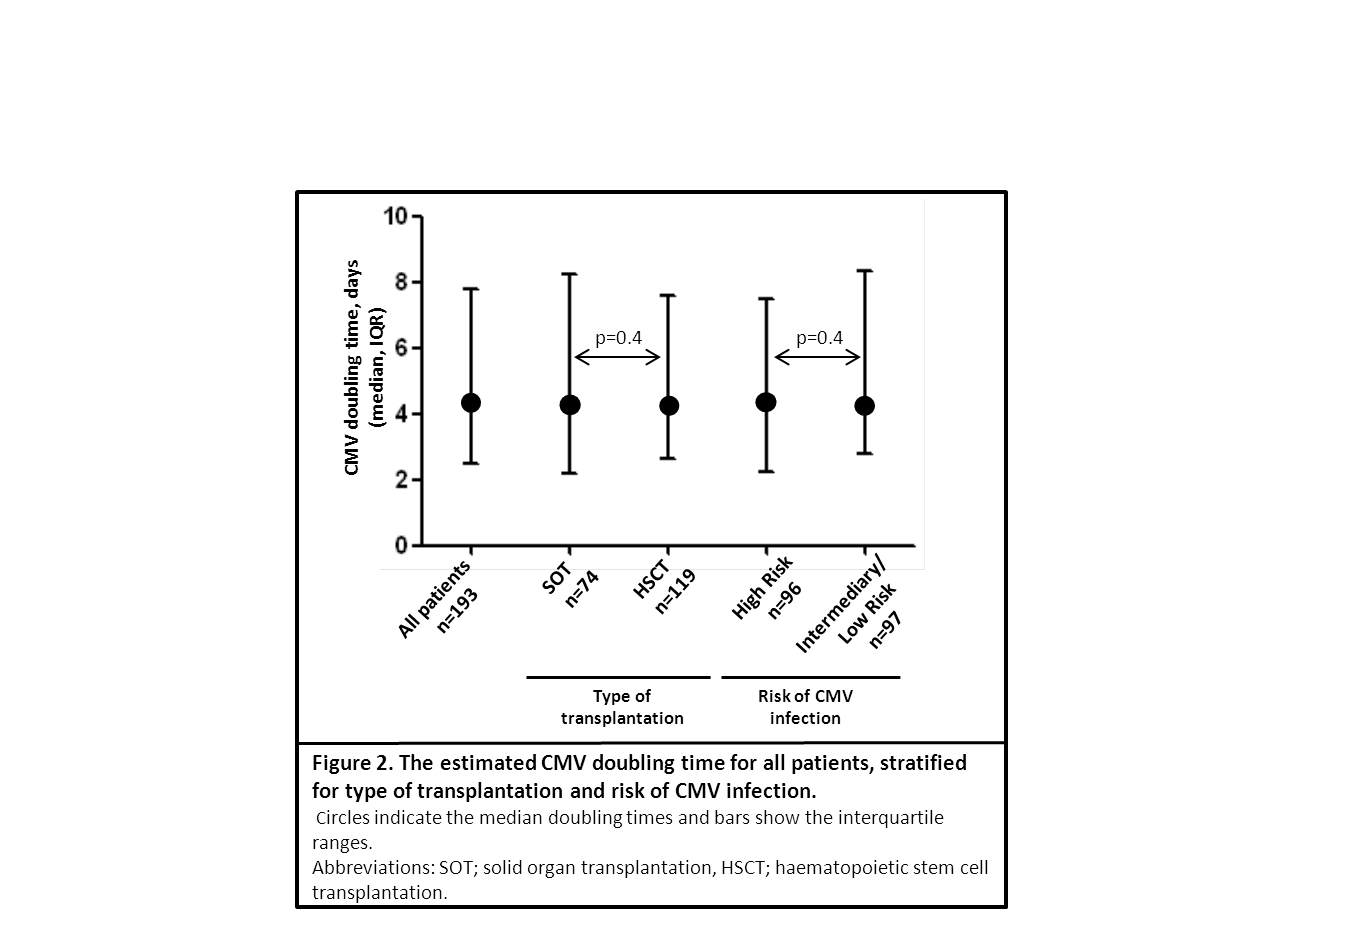 10
8
6
4
2
0
CMV doubling time, days
(median, IQR)
p=0.4
p=0.4
All patients
n=193
SOT
n=74
HSCT
n=119
High Risk
n=96
Intermediary/
Low Risk
n=97
Type of
transplantation
Risk of CMV
infection
Figure 2. The estimated CMV doubling time for all patients, stratified
for type of transplantation and risk of CMV infection.
Circles indicate the median doubling times and bars show the interquartile
ranges.
Abbreviations: SOT; solid organ transplantation, HSCT; haematopoietic stem cell
transplantation.